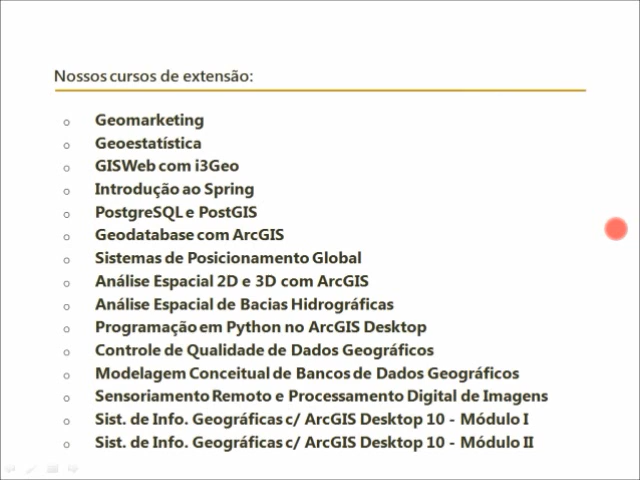 Nossos cursos de extensão:
Geomarketing
Geoestatística
GISWeb com i3Geo
Introdução ao Spring
PostgreSQL e PostGIS
Geodatabase com ArcGIS
Sistemas de Posicionamento Global
Análise Espacial 2D e 3D com ArcGIS
Análise Espacial de Bacias Hidrográficas
Programação em Python no ArcGIS Desktop
Controle de Qualidade de Dados Geográficos
Modelagem Conceitual de Bancos de Dados Geográficos
Sensoriamento Remoto e Processamento Digital de Imagens
Sist. de Info. Geográficas c/ ArcGIS Desktop 10 - Módulo I
Sist. de Info. Geográficas c/ ArcGIS Desktop 10 - Módulo II